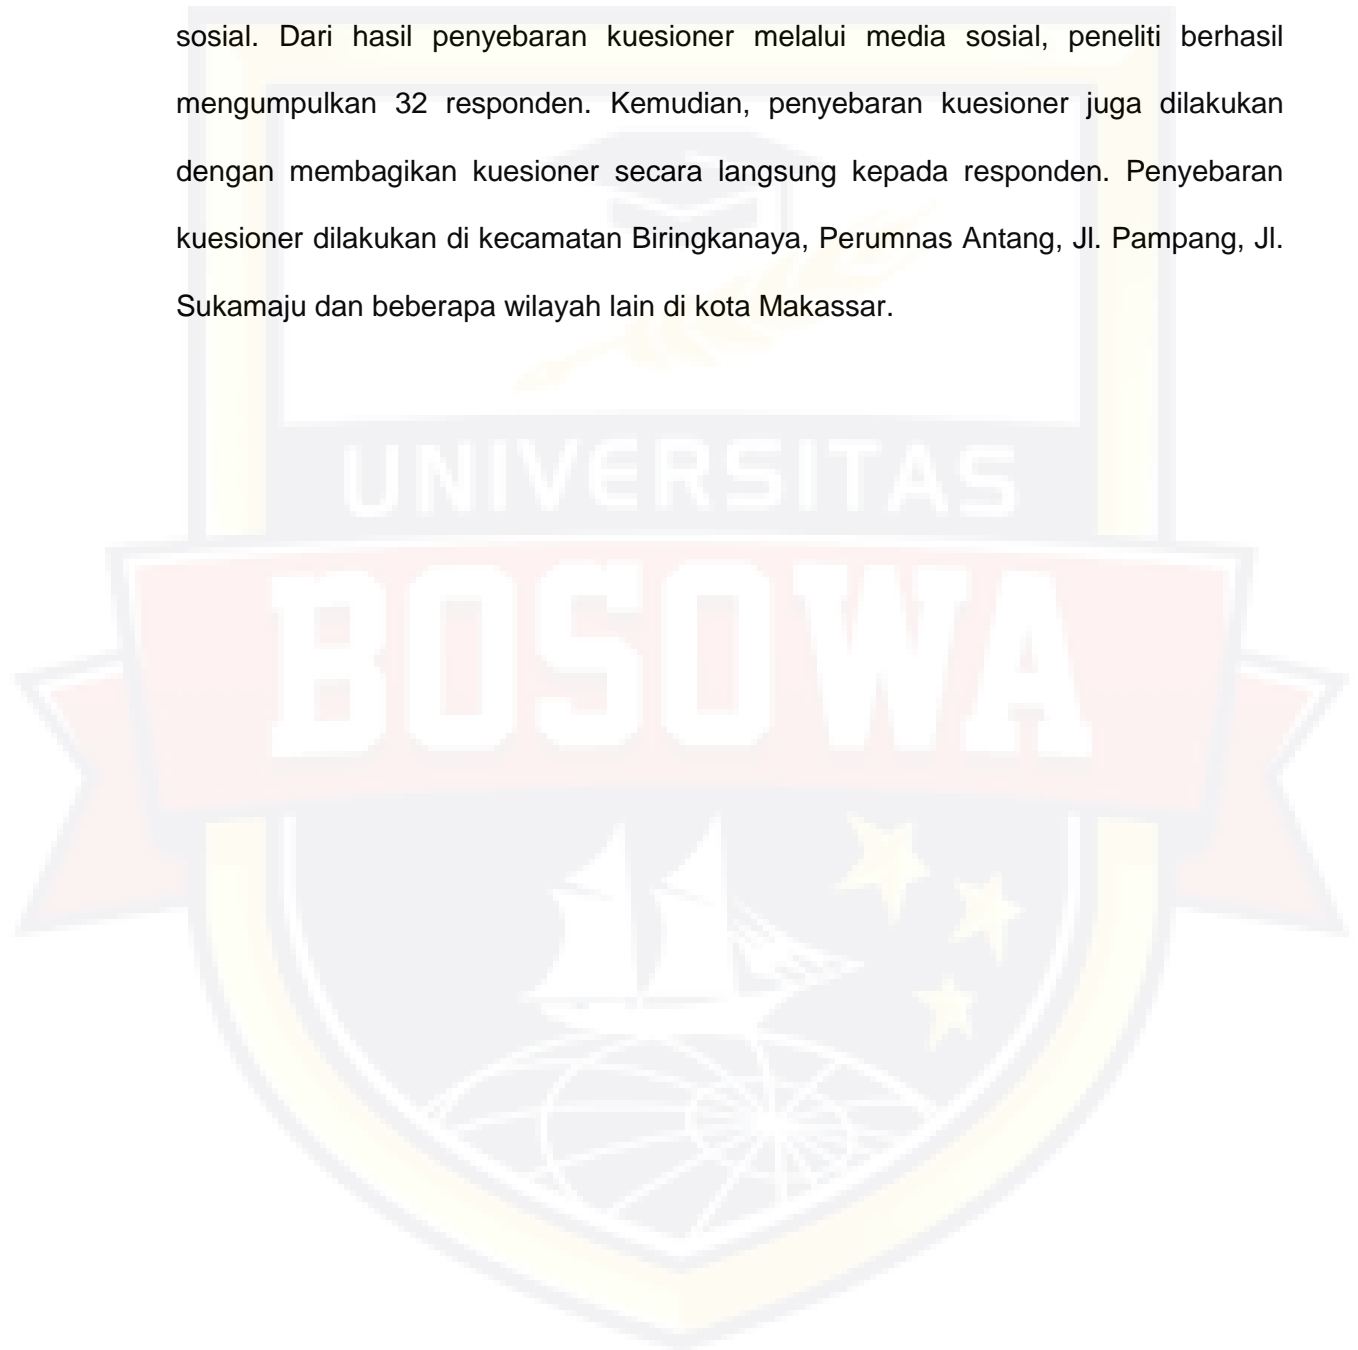 sosial. Dari hasil penyebaran kuesioner melalui media sosial, peneliti berhasil
mengumpulkan 32 responden. Kemudian, penyebaran kuesioner juga dilakukan
dengan membagikan kuesioner secara langsung kepada responden. Penyebaran
kuesioner dilakukan di kecamatan Biringkanaya, Perumnas Antang, Jl. Pampang, Jl.
Sukamaju dan beberapa wilayah lain di kota Makassar.
UNIVERSITAS
BOSOWA